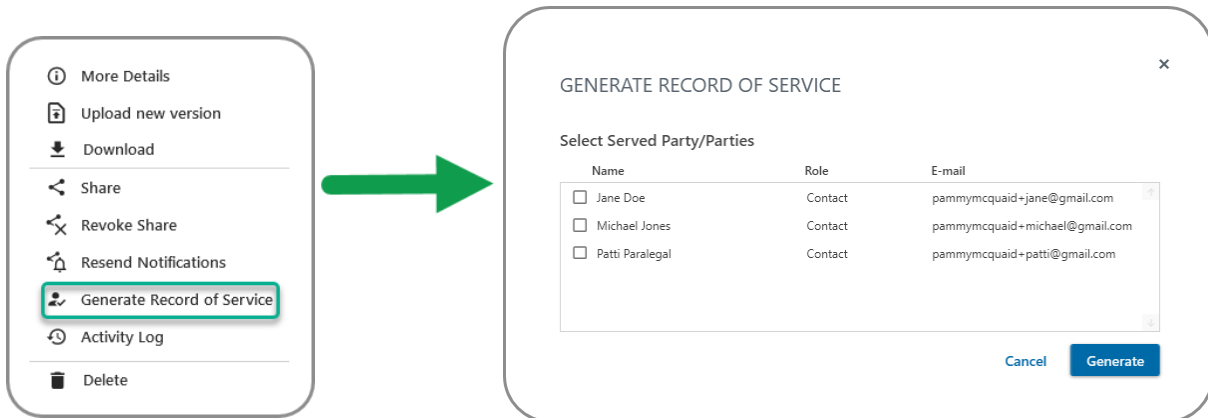 More Details
Upload new version
Download
Share
Revoke Share
Resend Notifications
Generate Record of Service
Activity Log
Delete
GENERATE RECORD OF SERVICE
Select Served Party/Parties
Name Role E-mail
Jane Doe Contact pammymcquaid+jane@gmail.com
Michael Jones Contact pammymcquaid+michael@gmail.com
Patti Paralegal Contact pammymcquaid+patti@gmail.com
Cancel Generate